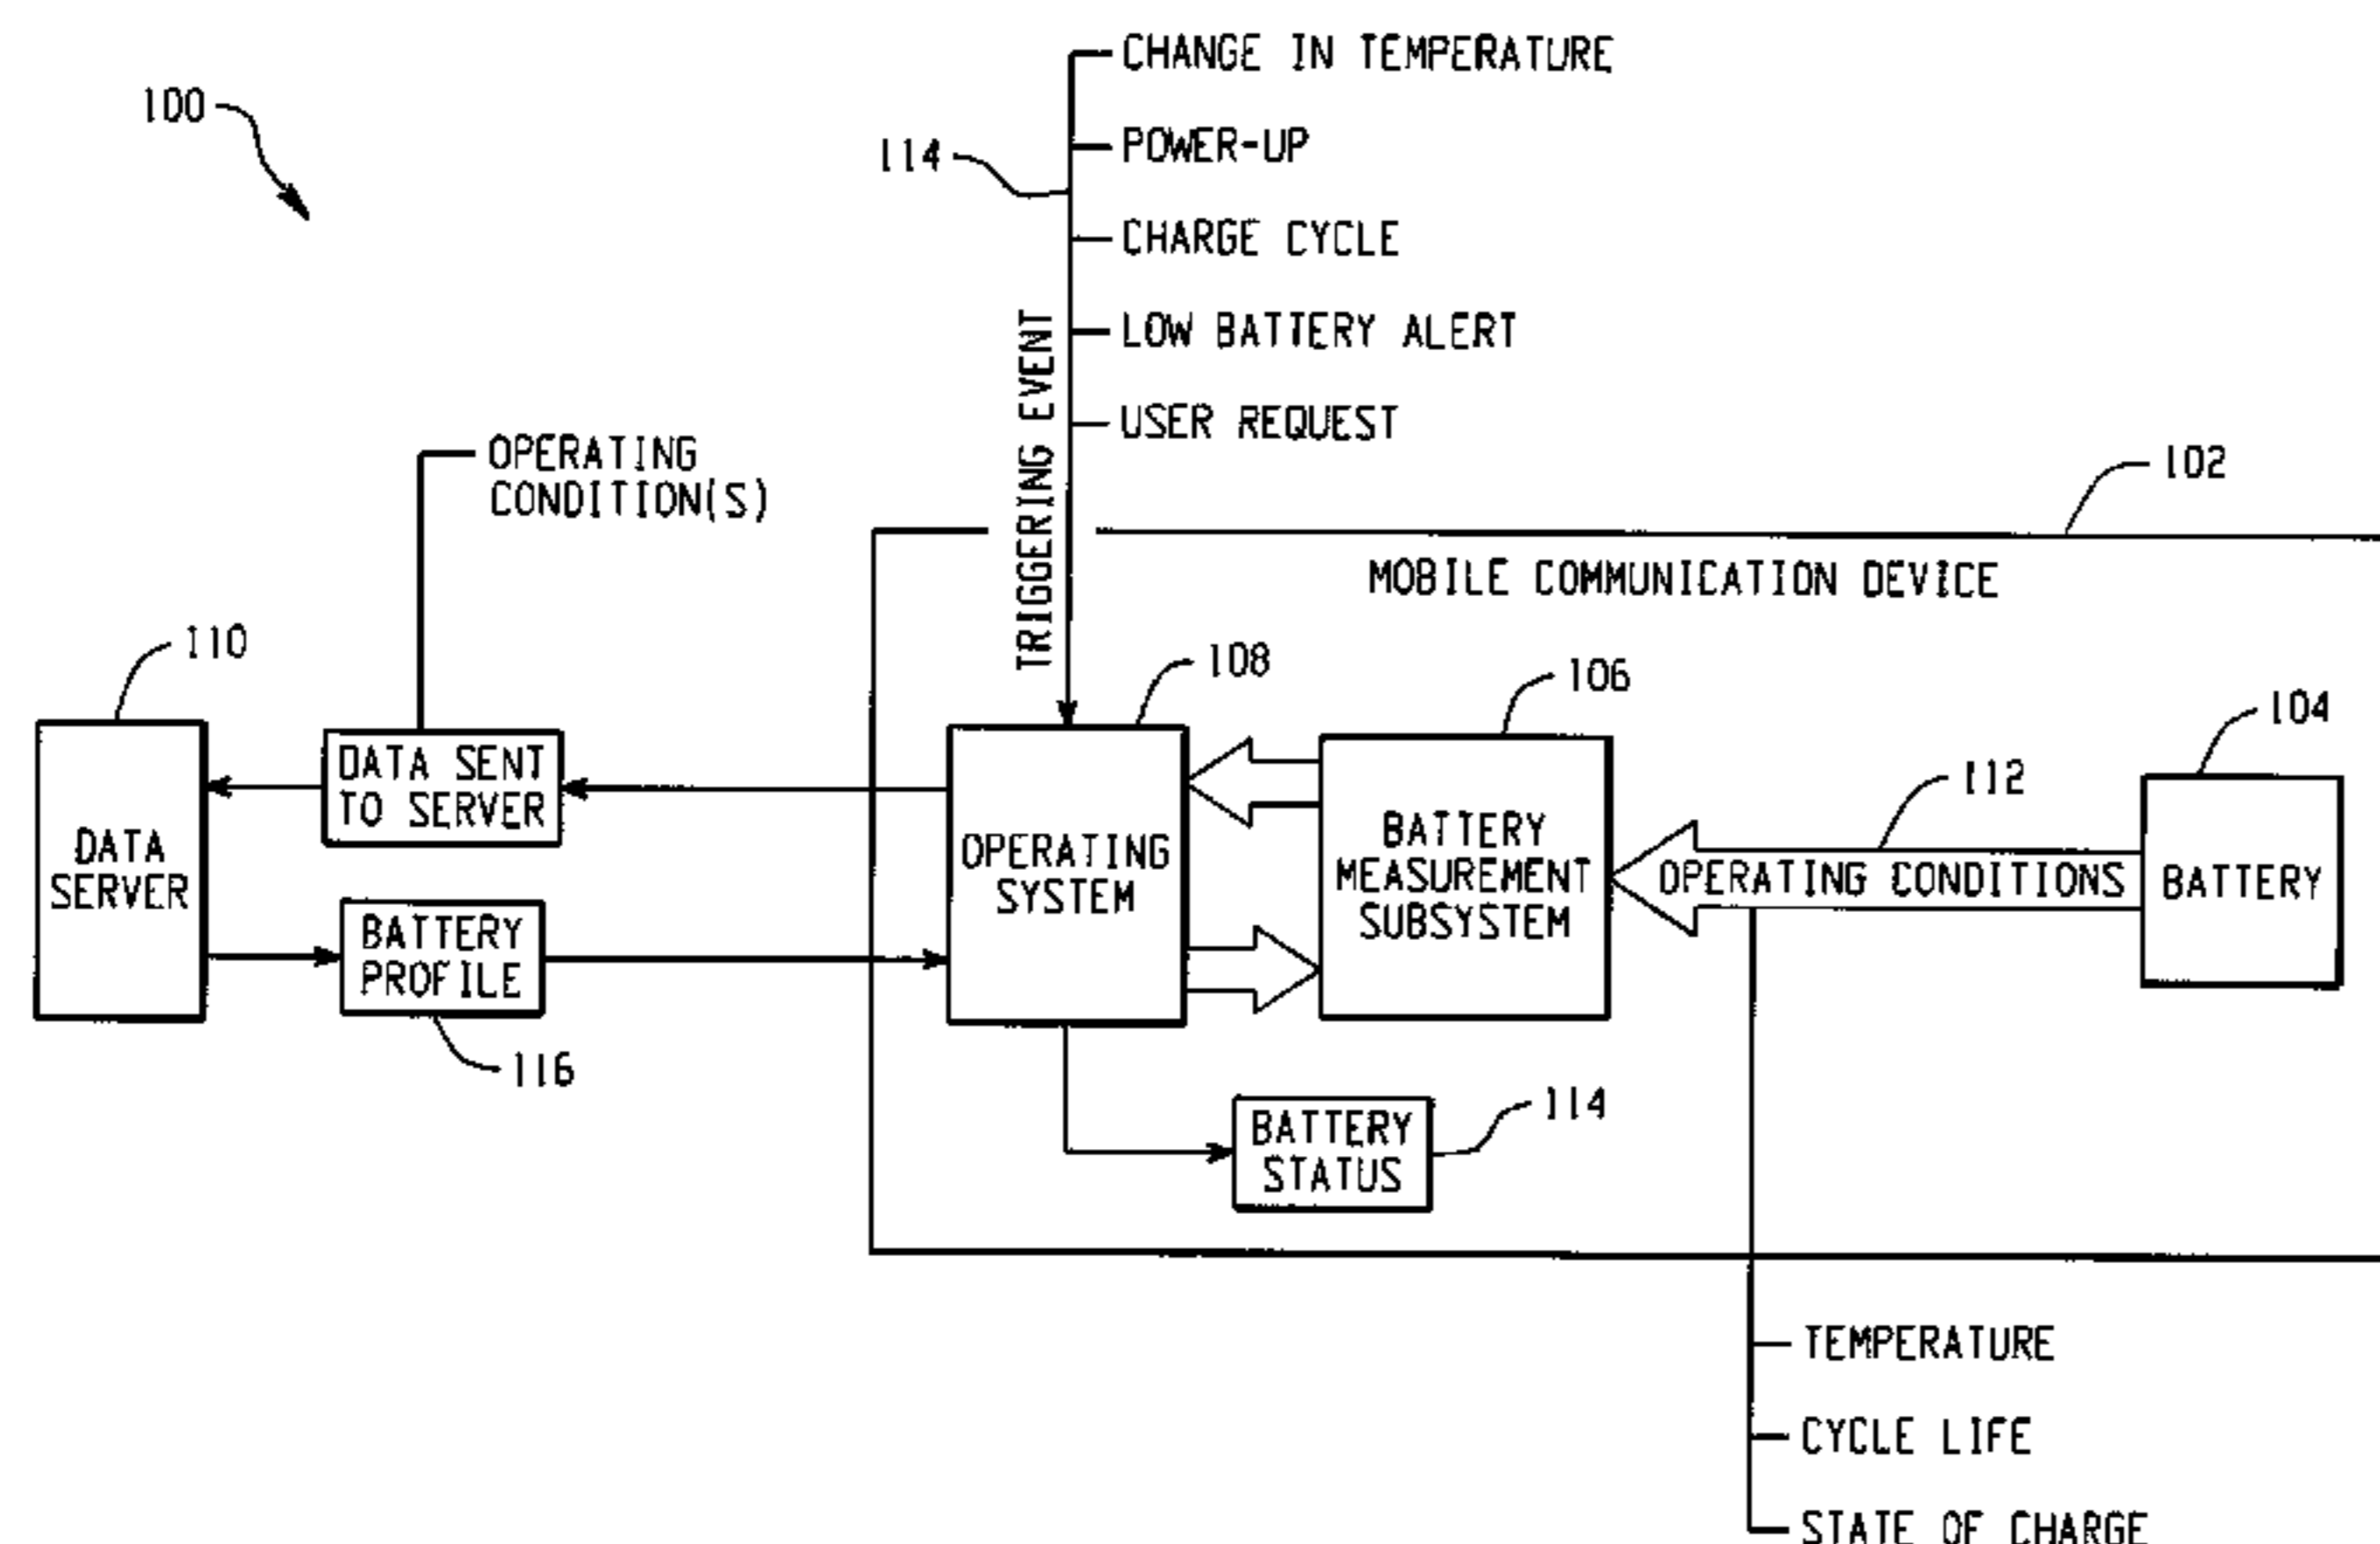 100
CHANGE IN TEMPERATURE
POWER-UP
114
CHARGE CYCLE
LOW BATTERY ALERT
USER REQUEST
TRIGGERING EVENT
OPERATING
CONDITION(S)
102
MOBILE COMMUNICATION DEVICE
110
108
106
104
DATA SENT
TO SERVER
112
DATA
SERVER
OPERATING
SYSTEM
BATTERY
MEASUREMENT
SUBSYSTEM
OPERATING CONDITIONS
BATTERY
BATTERY
PROFILE
116
BATTERY
STATUS
114
TEMPERATURE
CYCLE LIFE
STATE OF CHARGE